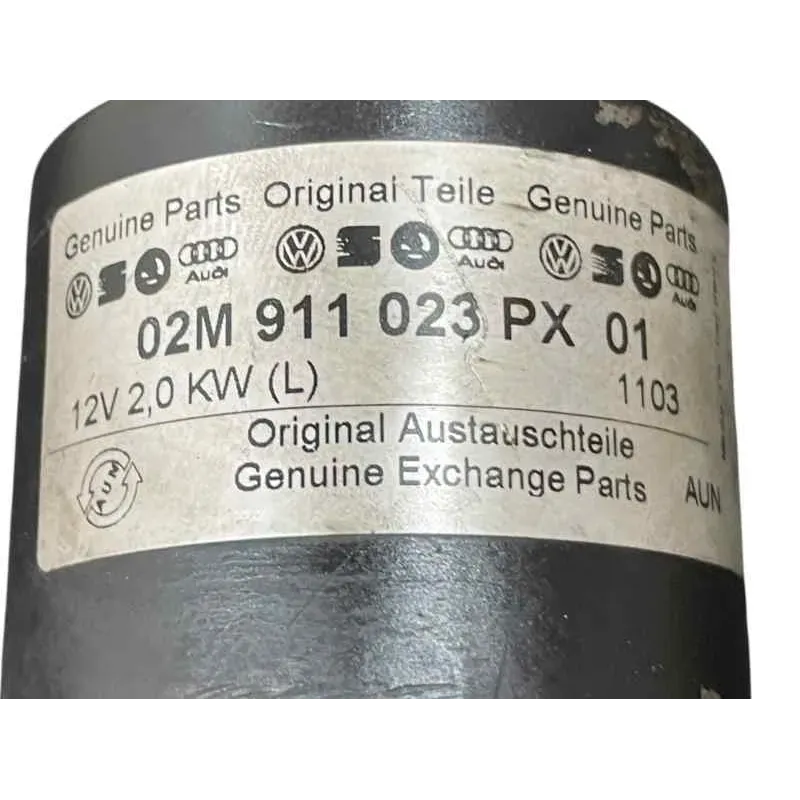 Genuine Parts Original Teile Genuine Parts
Audi Audi Audi
02M 911 023 PX 01
12V 2,0 KW (L) 1103
Original Austauschteile
Genuine Exchange Parts AUN
AUN